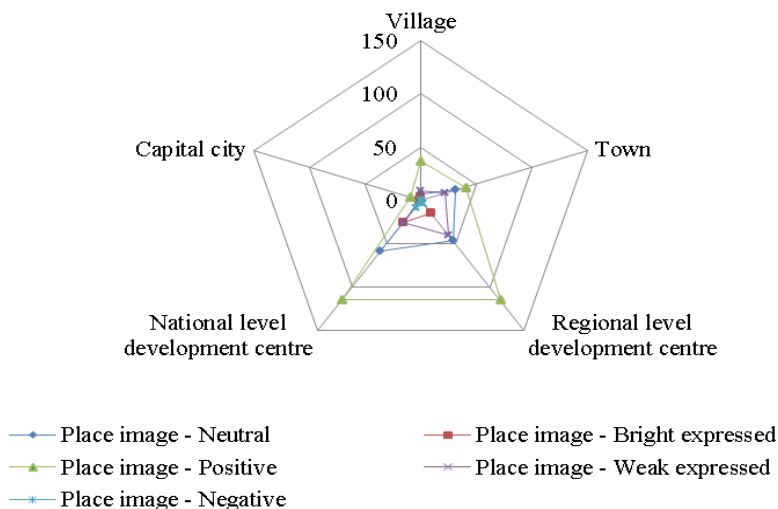 Village
150
100
50
0
Capital city
Town
National level
development centre
Regional level
development centre
Place image - Neutral
Place image - Bright expressed
Place image - Positive
Place image - Weak expressed
Place image - Negative